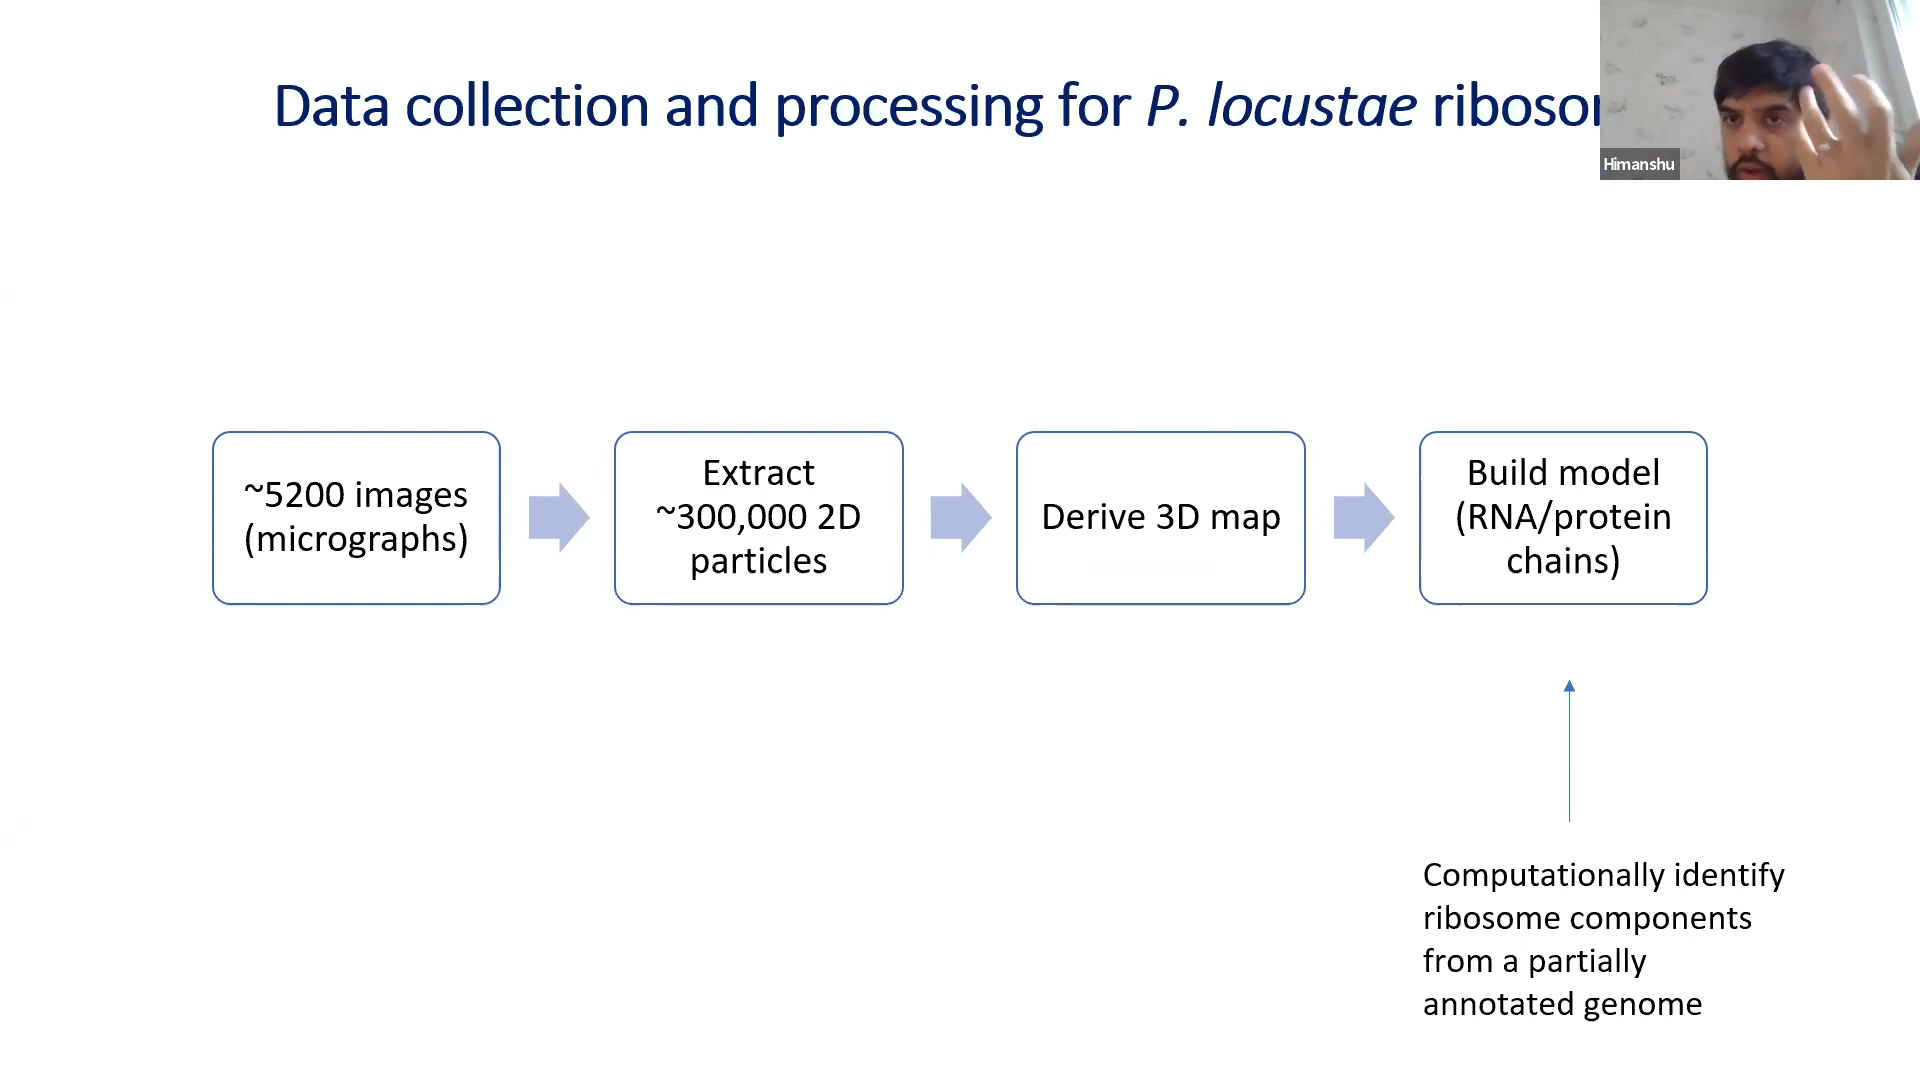 Data collection and processing for P. locustae
Himanshu
~5200 images
(micrographs)
Extract
~300,000 2D
particles
Derive 3D map
Build model
(RNA/protein
chains)
Computationally identify
ribosome components
from a partially
annotated genome